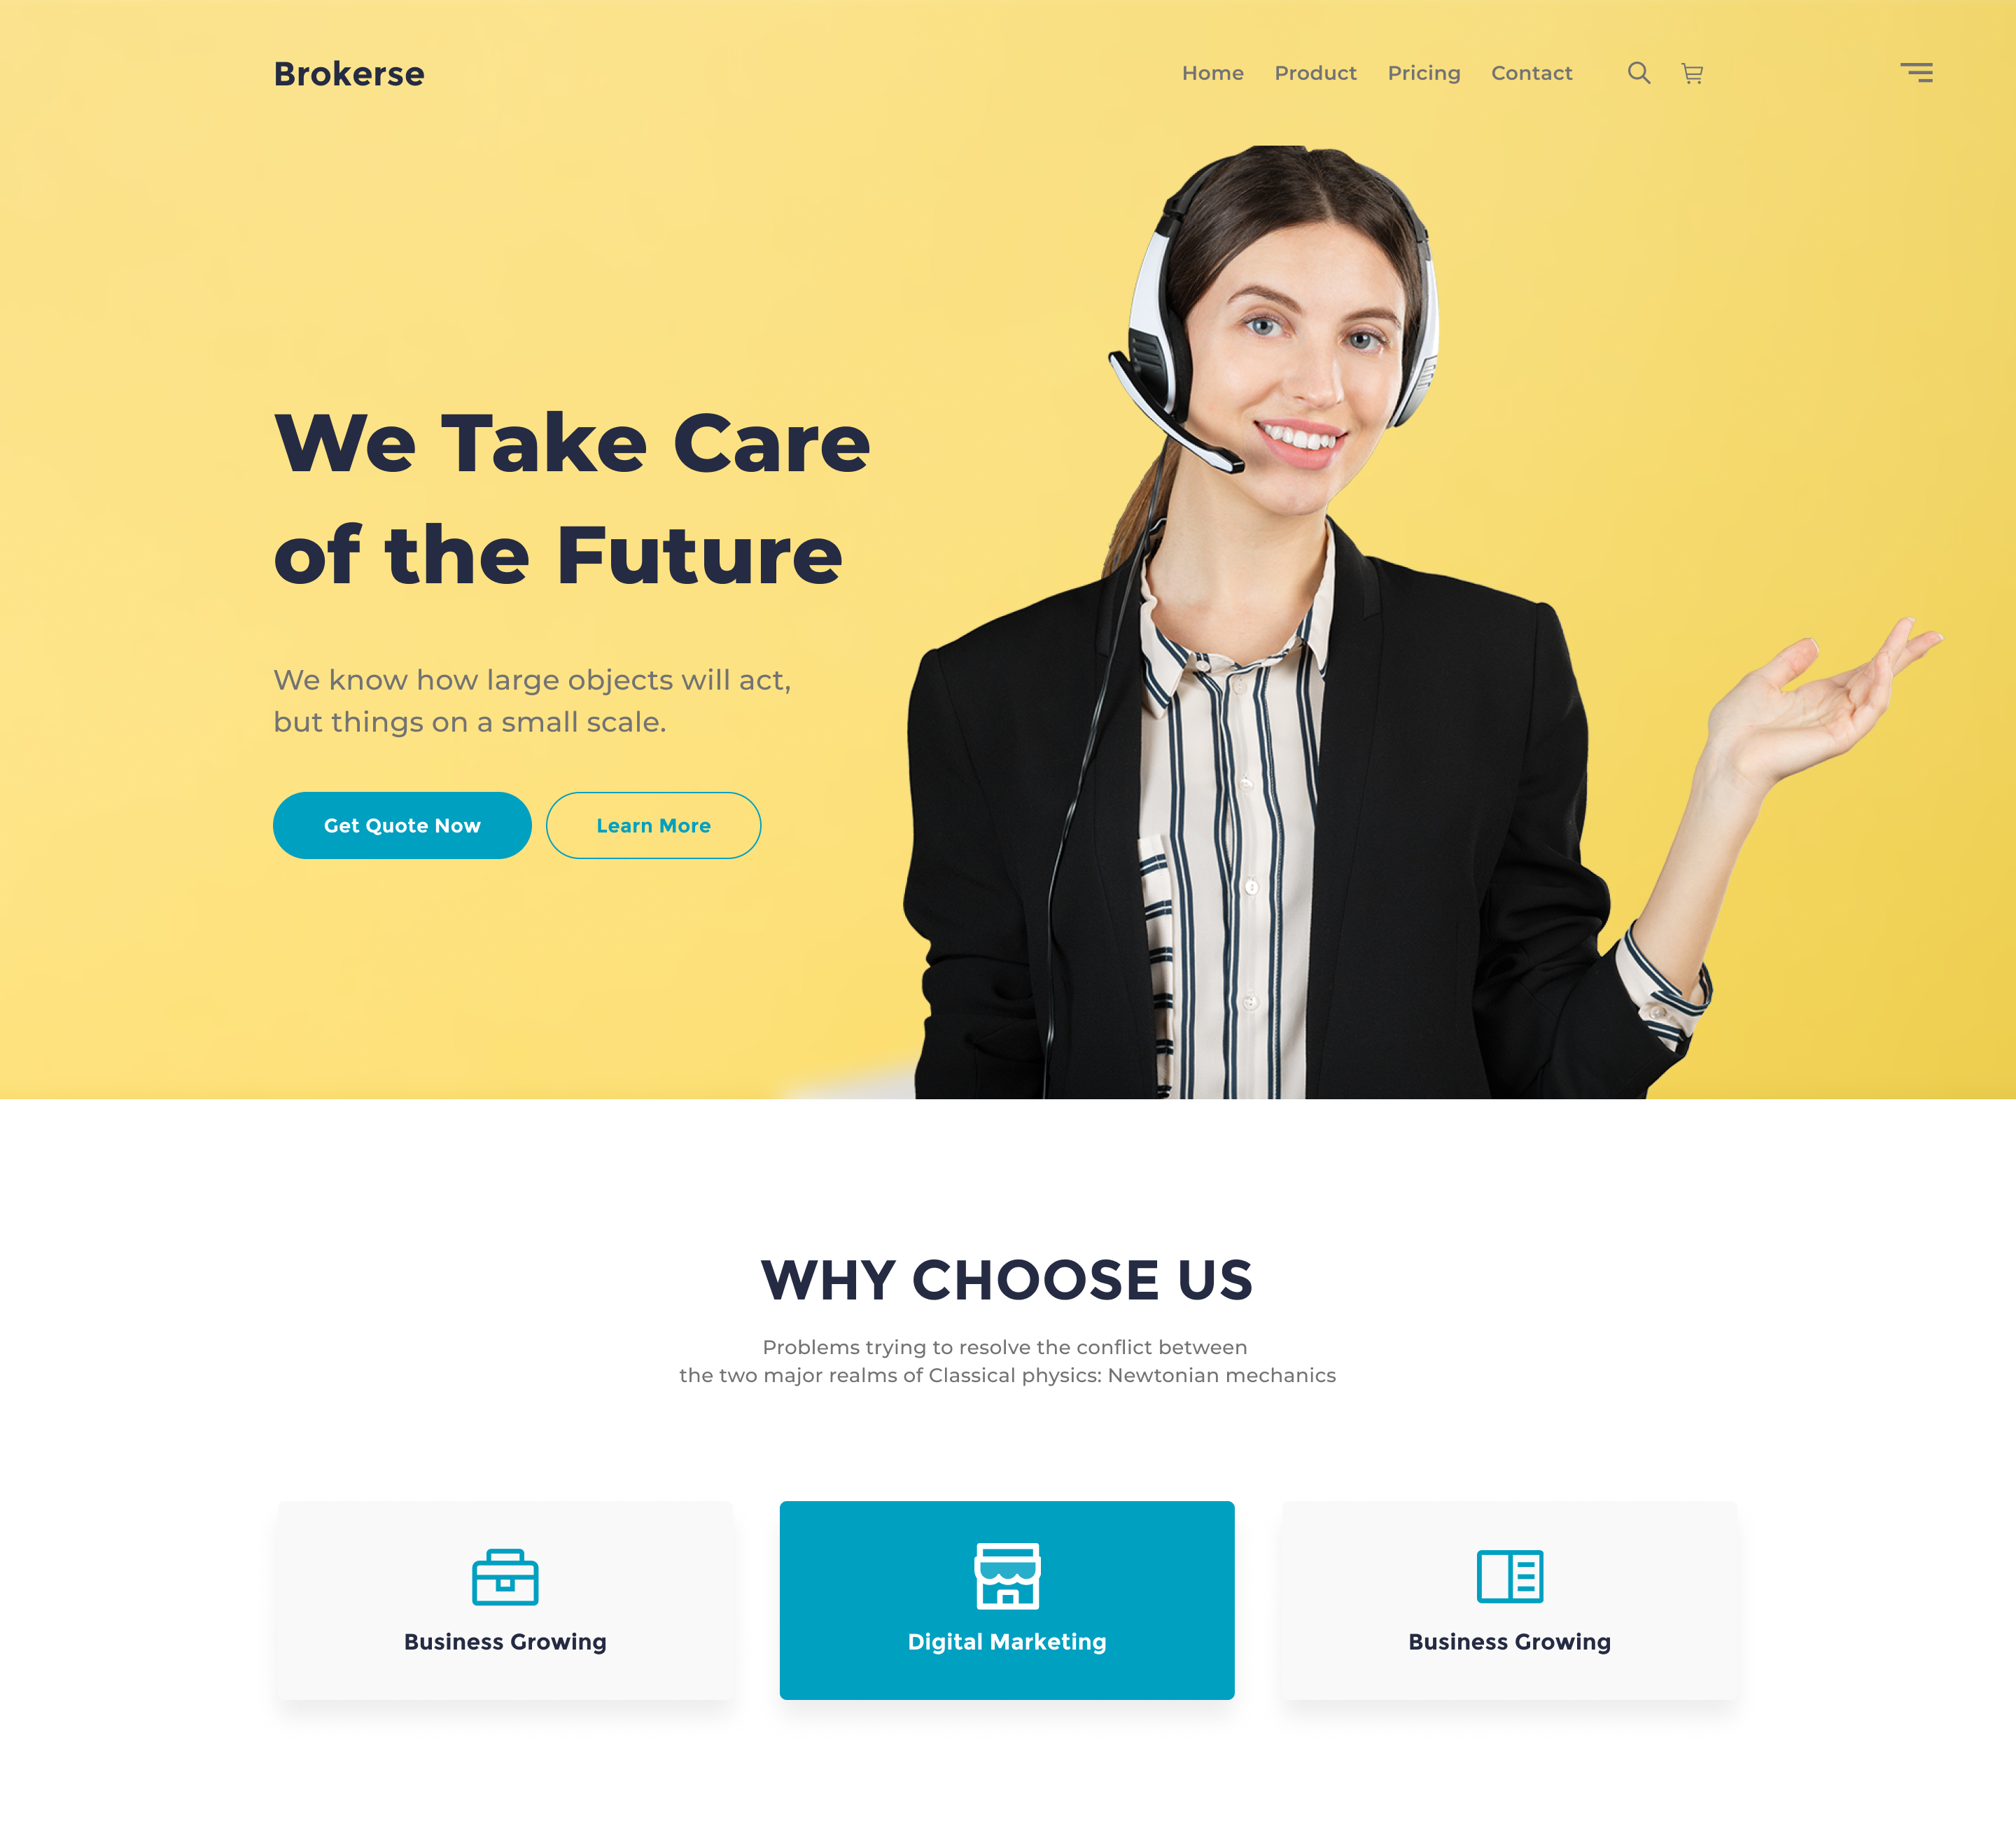 Brokerse
Home Product Pricing Contact
We Take Care
of the Future
We know how large objects will act,
but things on a small scale.
Get Quote Now
Learn More
WHY CHOOSE US
Problems trying to resolve the conflict between
the two major realms of Classical physics: Newtonian mechanics
Business Growing
Digital Marketing
Business Growing